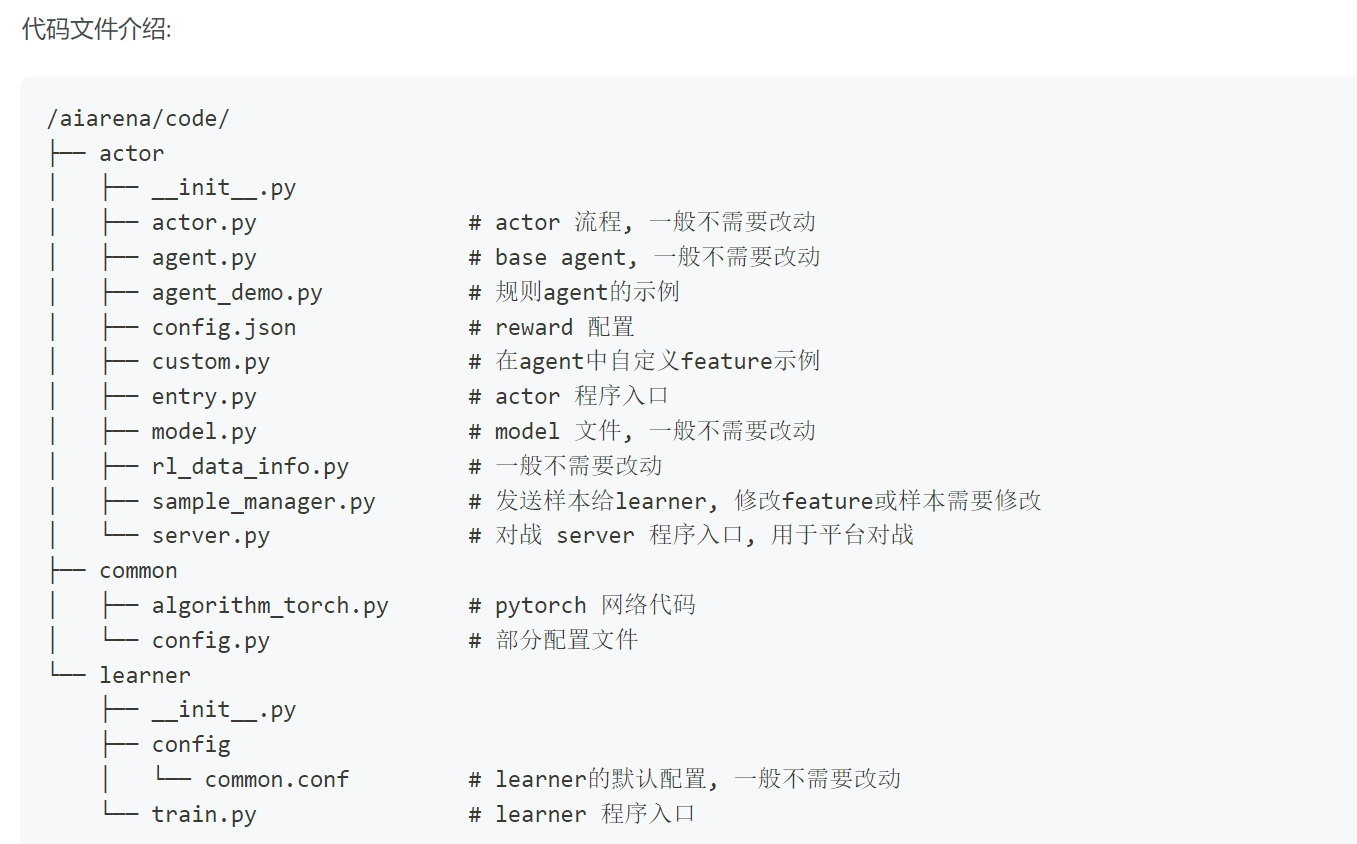 代码文件介绍:
/aiarena/code/
├── actor
│   ├── __init__.py
│   ├── actor.py                # actor 流程, 一般不需要改动
│   ├── agent.py                # base agent, 一般不需要改动
│   ├── agent_demo.py           # 规则agent的示例
│   ├── config.json             # reward 配置
│   ├── custom.py               # 在agent中自定义feature示例
│   ├── entry.py                # actor 程序入口
│   ├── model.py                # model 文件, 一般不需要改动
│   ├── rl_data_info.py         # 一般不需要改动
│   ├── sample_manager.py       # 发送样本给learner, 修改feature或样本需要修改
│   └── server.py               # 对战 server 程序入口, 用于平台对战
├── common
│   ├── algorithm_torch.py      # pytorch 网络代码
│   └── config.py               # 部分配置文件
└── learner
    ├── __init__.py
    ├── config
    │   └── common.conf         # learner的默认配置, 一般不需要改动
    └── train.py                # learner 程序入口